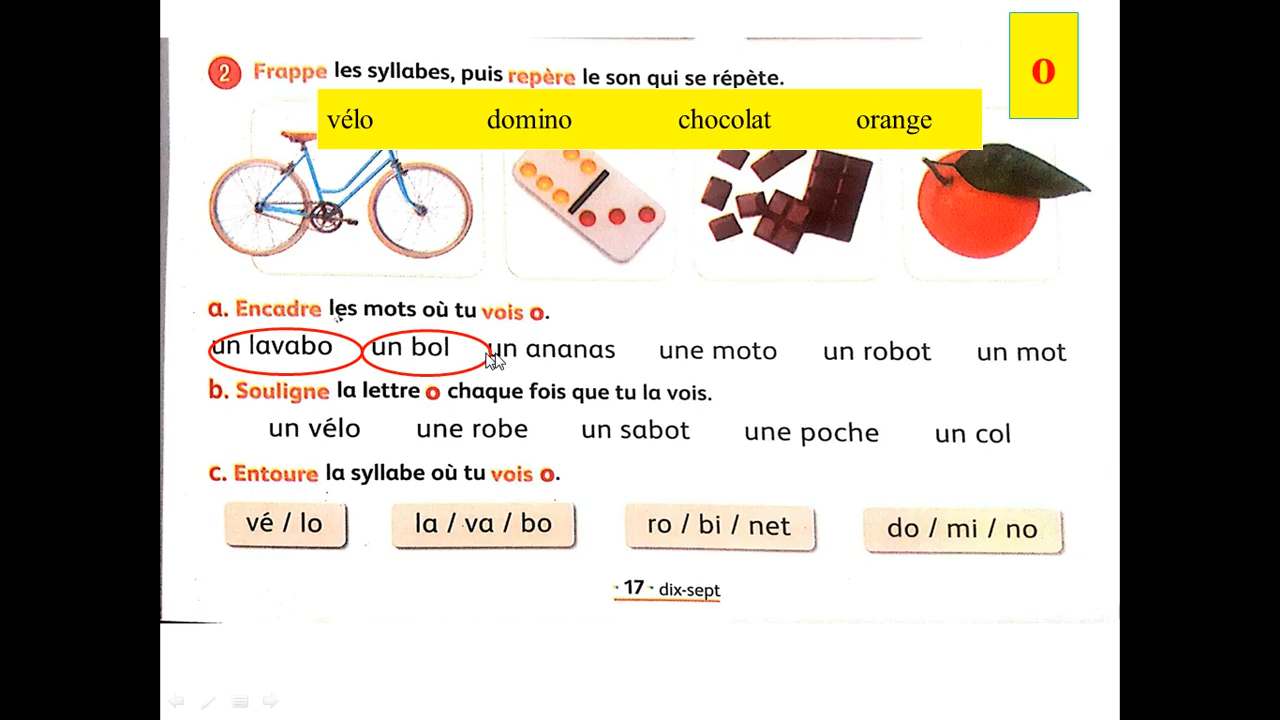 o
2 Frappe les syllabes, puis repère le son qui se répète.
vélo domino chocolat orange
a. Encadre les mots où tu vois o.
un lavabo un bol un ananas une moto un robot un mot
b. Souligne la lettre o chaque fois que tu la vois.
un vélo une robe un sabot une poche un col
c. Entoure la syllabe où tu vois o.
vé / lo la / va / bo ro / bi / net do / mi / no
· 17 · dix-sept